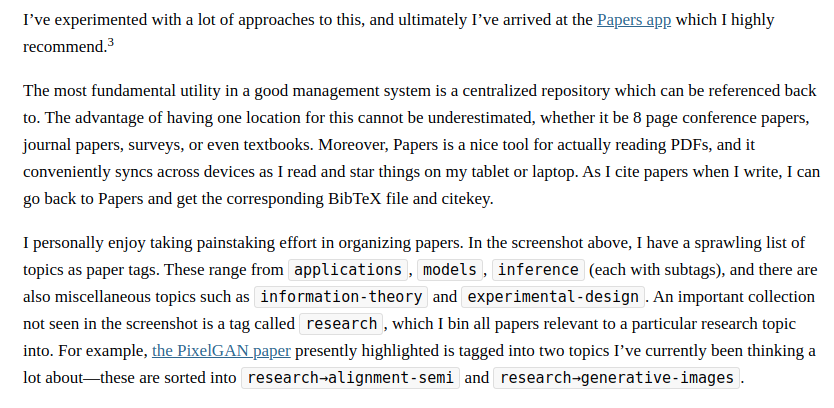 I’ve experimented with a lot of approaches to this, and ultimately I’ve arrived at the Papers app which I highly
recommend.3
The most fundamental utility in a good management system is a centralized repository which can be referenced back
to. The advantage of having one location for this cannot be underestimated, whether it be 8 page conference papers,
journal papers, surveys, or even textbooks. Moreover, Papers is a nice tool for actually reading PDFs, and it
conveniently syncs across devices as I read and star things on my tablet or laptop. As I cite papers when I write, I can
go back to Papers and get the corresponding BibTeX file and citekey.
I personally enjoy taking painstaking effort in organizing papers. In the screenshot above, I have a sprawling list of
topics as paper tags. These range from applications, models, inference (each with subtags), and there are
also miscellaneous topics such as information-theory and experimental-design. An important collection
not seen in the screenshot is a tag called research, which I bin all papers relevant to a particular research topic
into. For example, the PixelGAN paper presently highlighted is tagged into two topics I’ve currently been thinking a
lot about—these are sorted into research→alignment-semi and research→generative-images.